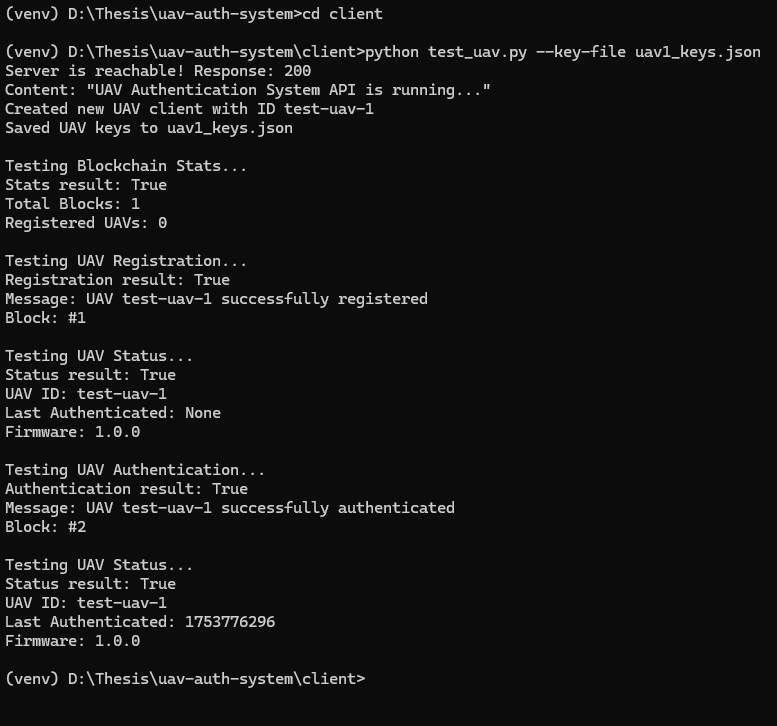 (venv) D:\Thesis\uav-auth-system>cd client
(venv) D:\Thesis\uav-auth-system\client>python test_uav.py --key-file uav1_keys.json
Server is reachable! Response: 200
Content: "UAV Authentication System API is running..."
Created new UAV client with ID test-uav-1
Saved UAV keys to uav1_keys.json
Testing Blockchain Stats...
Stats result: True
Total Blocks: 1
Registered UAVs: 0
Testing UAV Registration...
Registration result: True
Message: UAV test-uav-1 successfully registered
Block: #1
Testing UAV Status...
Status result: True
UAV ID: test-uav-1
Last Authenticated: None
Firmware: 1.0.0
Testing UAV Authentication...
Authentication result: True
Message: UAV test-uav-1 successfully authenticated
Block: #2
Testing UAV Status...
Status result: True
UAV ID: test-uav-1
Last Authenticated: 1753776296
Firmware: 1.0.0
(venv) D:\Thesis\uav-auth-system\client>